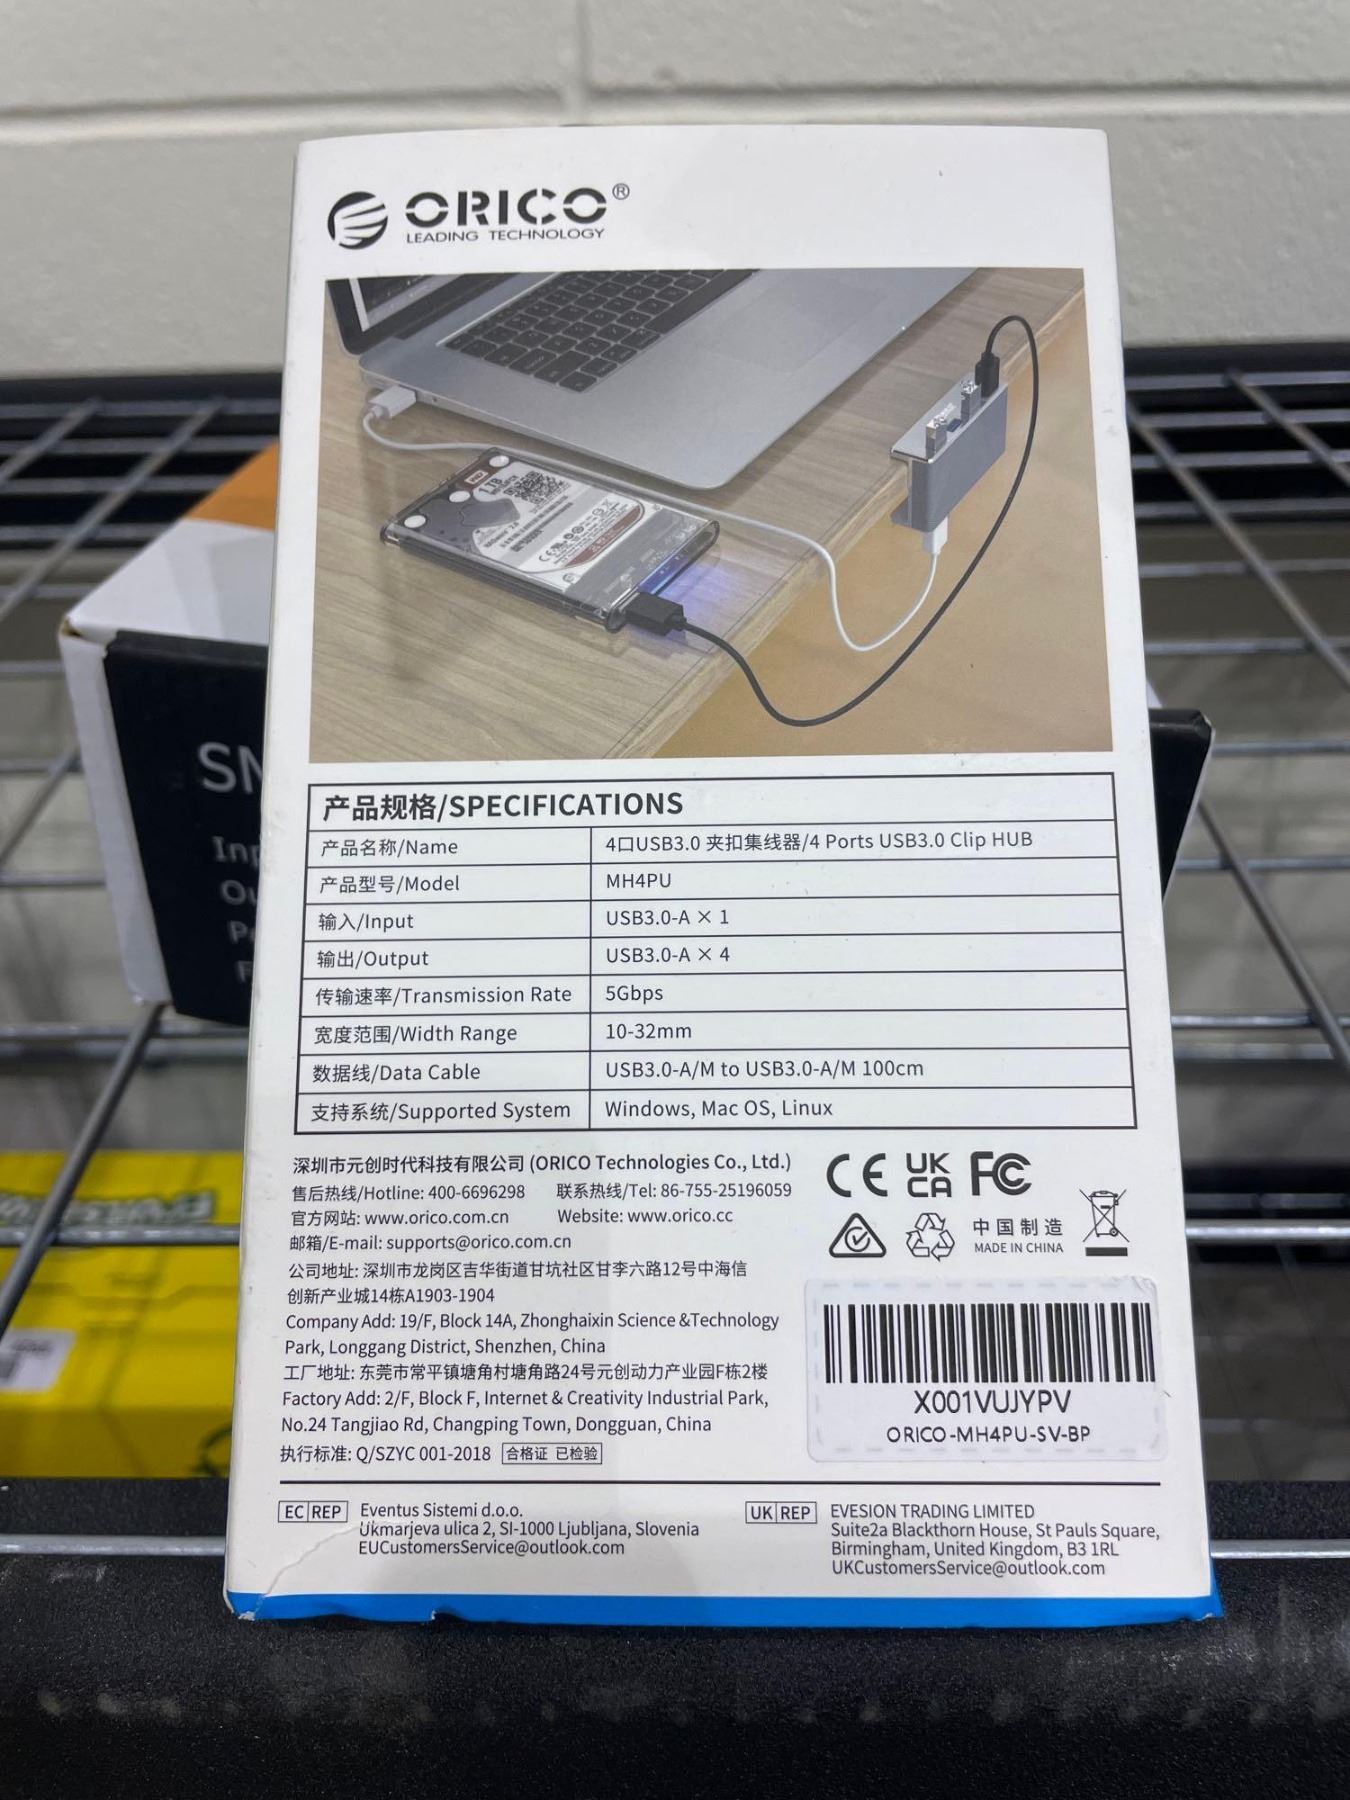 ORICO®
LEADING TECHNOLOGY
WD
1TB
产品规格/SPECIFICATIONS
产品名称/Name 4口USB3.0 夹扣集线器/4 Ports USB3.0 Clip HUB
产品型号/Model MH4PU
输入/Input USB3.0-A × 1
输出/Output USB3.0-A × 4
传输速率/Transmission Rate 5Gbps
宽度范围/Width Range 10-32mm
数据线/Data Cable USB3.0-A/M to USB3.0-A/M 100cm
支持系统/Supported System Windows, Mac OS, Linux
深圳市元创时代科技有限公司 (ORICO Technologies Co., Ltd.)
售后热线/Hotline: 400-6696298 联系热线/Tel: 86-755-25196059
官方网站: www.orico.com.cn Website: www.orico.cc
邮箱/E-mail: supports@orico.com.cn
公司地址: 深圳市龙岗区吉华街道甘坑社区甘李六路12号中海信
创新产业城14栋A1903-1904
Company Add: 19/F, Block 14A, Zhonghaixin Science &Technology
Park, Longgang District, Shenzhen, China
工厂地址: 东莞市常平镇塘角村塘角路24号元创动力产业园F栋2楼
Factory Add: 2/F, Block F, Internet & Creativity Industrial Park,
No.24 Tangjiao Rd, Changping Town, Dongguan, China
执行标准: Q/SZYC 001-2018 合格证 已检验
CE UK CA FC
中国制造
MADE IN CHINA
X001VUJYPV
ORICO-MH4PU-SV-BP
EC REP Eventus Sistemi d.o.o.
Ukmarjeva ulica 2, SI-1000 Ljubljana, Slovenia
EUCustomersService@outlook.com
UK REP EVESION TRADING LIMITED
Suite2a Blackthorn House, St Pauls Square,
Birmingham, United Kingdom, B3 1RL
UKCustomersService@outlook.com